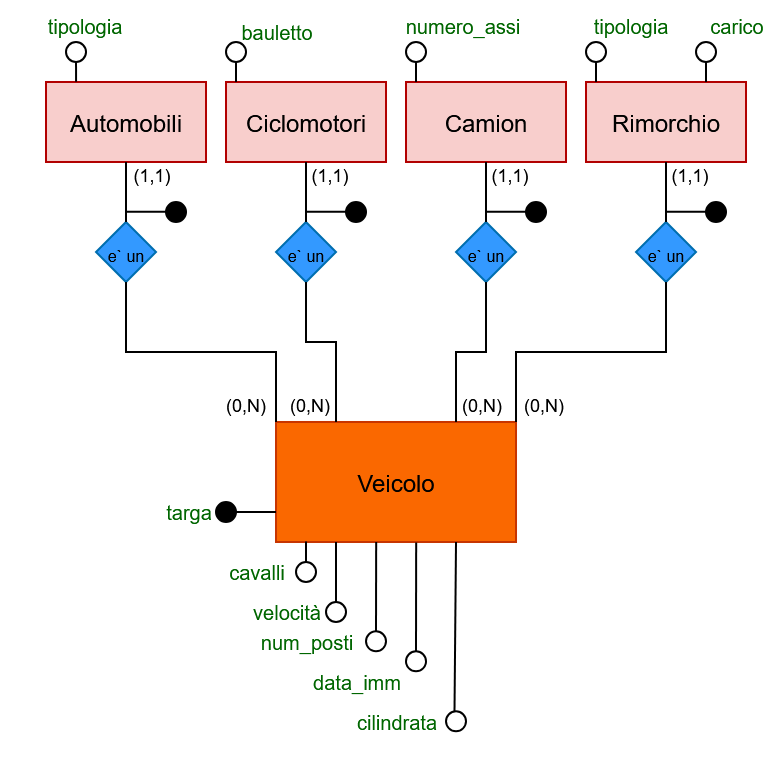 tipologia
bauletto
numero_assi
tipologia
carico
Automobili
Ciclomotori
Camion
Rimorchio
(1,1)
(1,1)
(1,1)
(1,1)
e` un
e` un
e` un
e` un
(0,N)
(0,N)
(0,N)
(0,N)
Veicolo
targa
cavalli
velocità
num_posti
data_imm
cilindrata